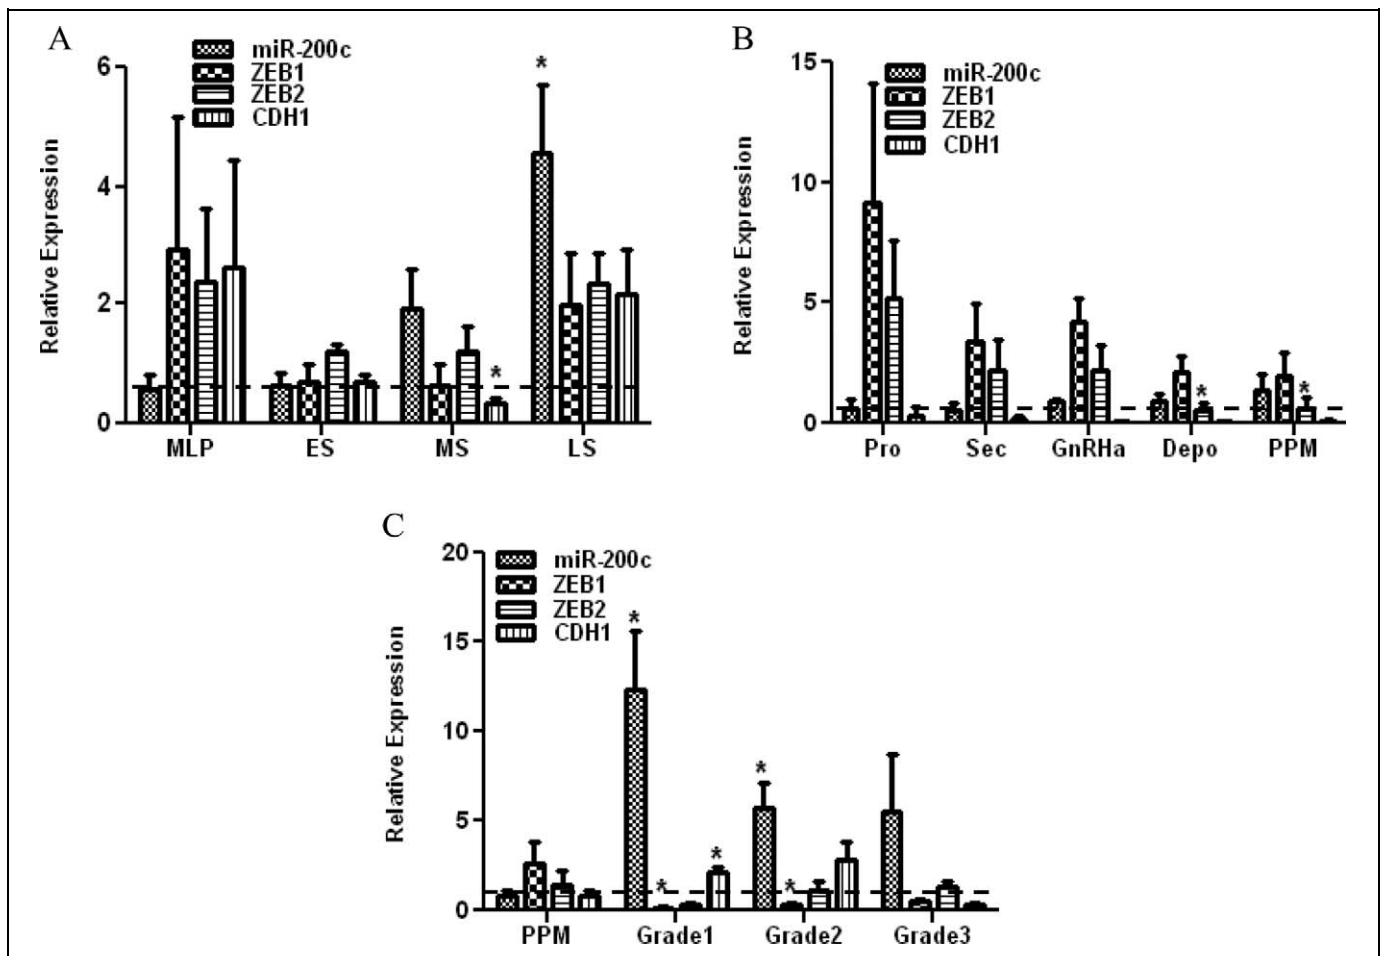 A
miR-200c
ZEB1
ZEB2
CDH1
6
4
2
0
Relative Expression
*
*
MLP ES MS LS
B
miR-200c
ZEB1
ZEB2
CDH1
15
10
5
0
Relative Expression
* *
Pro Sec GnRHa Depo PPM
C
miR-200c
ZEB1
ZEB2
CDH1
20
15
10
5
0
Relative Expression
*
*
*
* *
PPM Grade1 Grade2 Grade3